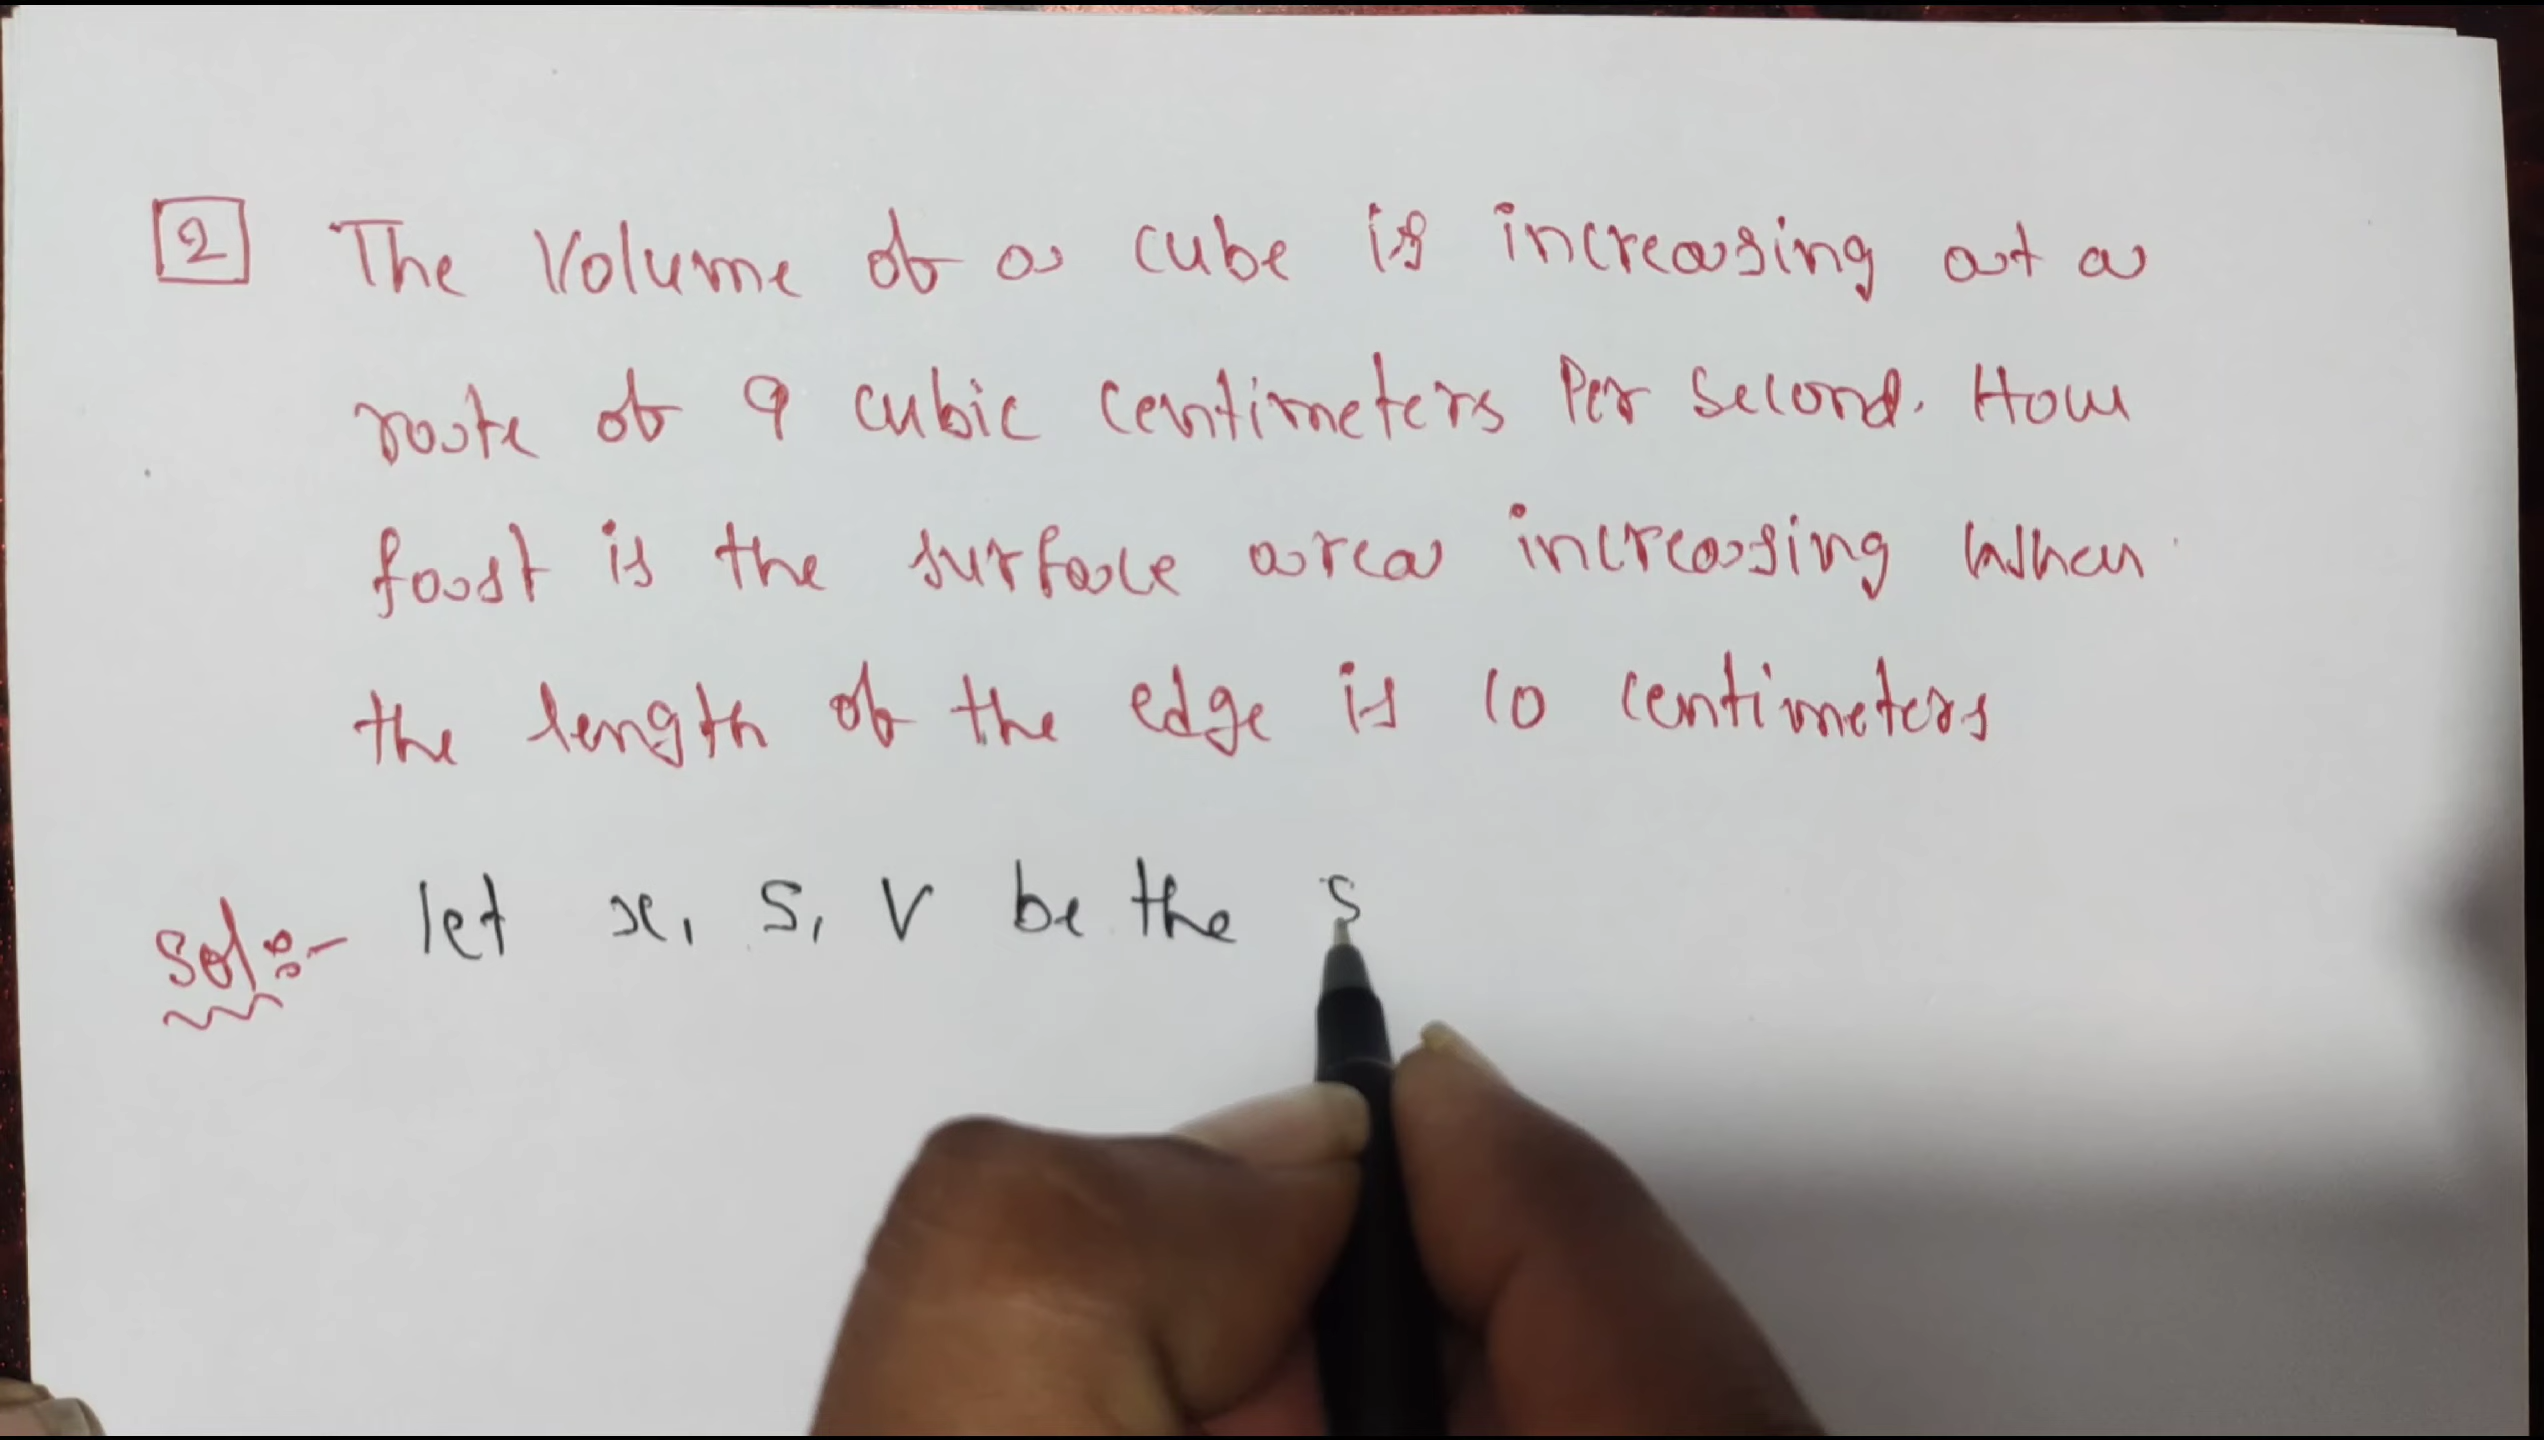 2 The Volume of a cube is increasing at a
rate of 9 cubic centimeters Per Second. How
fast is the surface area increasing when
the length of the edge is 10 centimeters
Sol:- let x, S, V be the s